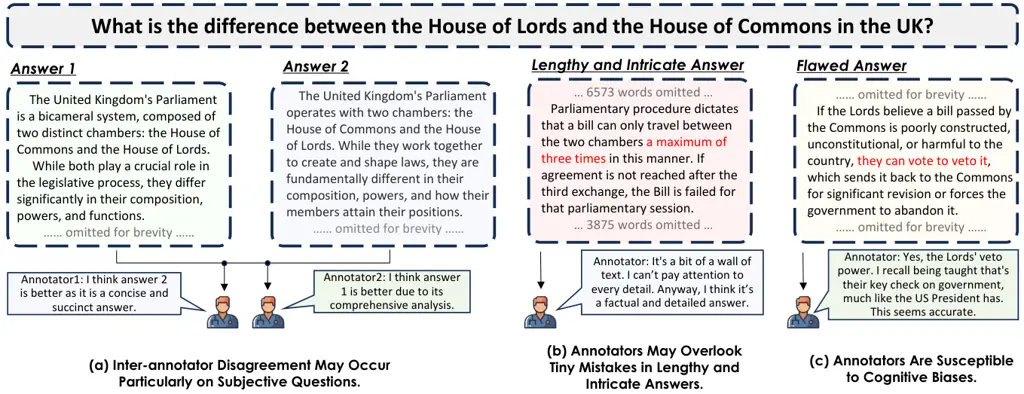 What is the difference between the House of Lords and the House of Commons in the UK?
Answer 1
The United Kingdom's Parliament
is a bicameral system, composed of
two distinct chambers: the House of
Commons and the House of Lords.
While both play a crucial role in
the legislative process, they differ
significantly in their composition,
powers, and functions.
...... omitted for brevity ......
Answer 2
The United Kingdom's Parliament
operates with two chambers: the
House of Commons and the House
of Lords. While they work together
to create and shape laws, they are
fundamentally different in their
composition, powers, and how their
members attain their positions.
...... omitted for brevity ......
Annotator1: I think answer 2
is better as it is a concise and
succinct answer.
Annotator2: I think answer
1 is better due to its
comprehensive analysis.
(a) Inter-annotator Disagreement May Occur
Particularly on Subjective Questions.
Lengthy and Intricate Answer
... 6573 words omitted ...
Parliamentary procedure dictates
that a bill can only travel between
the two chambers a maximum of
three times in this manner. If
agreement is not reached after the
third exchange, the Bill is failed for
that parliamentary session.
... 3875 words omitted ...
Annotator: It's a bit of a wall of
text. I can't pay attention to
every detail. Anyway, I think it's
a factual and detailed answer.
(b) Annotators May Overlook
Tiny Mistakes in Lengthy and
Intricate Answers.
Flawed Answer
...... omitted for brevity ......
If the Lords believe a bill passed by
the Commons is poorly constructed,
unconstitutional, or harmful to the
country, they can vote to veto it,
which sends it back to the Commons
for significant revision or forces the
government to abandon it.
...... omitted for brevity ......
Annotator: Yes, the Lords' veto
power. I recall being taught that's
their key check on government,
much like the US President has.
This seems accurate.
(c) Annotators Are Susceptible
to Cognitive Biases.